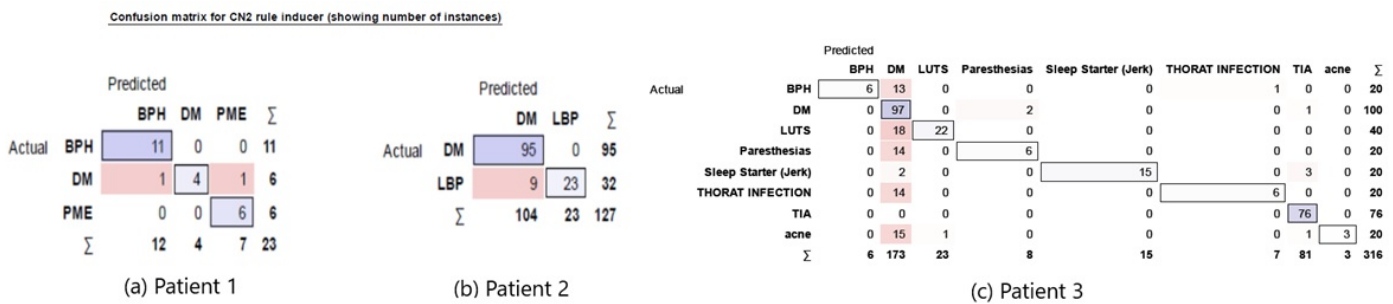 Confusion matrix for CN2 rule inducer (showing number of instances)
Predicted
BPH DM PME ∑
Actual BPH 11 0 0 11
DM 1 4 1 6
PME 0 0 6 6
∑ 12 4 7 23
(a) Patient 1
Predicted
DM LBP ∑
Actual DM 95 0 95
LBP 9 23 32
∑ 104 23 127
(b) Patient 2
Predicted
BPH DM LUTS Paresthesias Sleep Starter (Jerk) THORAT INFECTION TIA acne ∑
Actual BPH 6 13 0 0 0 1 0 0 20
DM 0 97 0 2 0 0 1 0 100
LUTS 0 18 22 0 0 0 0 0 40
Paresthesias 0 14 0 6 0 0 0 0 20
Sleep Starter (Jerk) 0 2 0 0 15 0 3 0 20
THORAT INFECTION 0 14 0 0 0 6 0 0 20
TIA 0 0 0 0 0 0 76 0 76
acne 0 15 1 0 0 0 1 3 20
∑ 6 173 23 8 15 7 81 3 316
(c) Patient 3